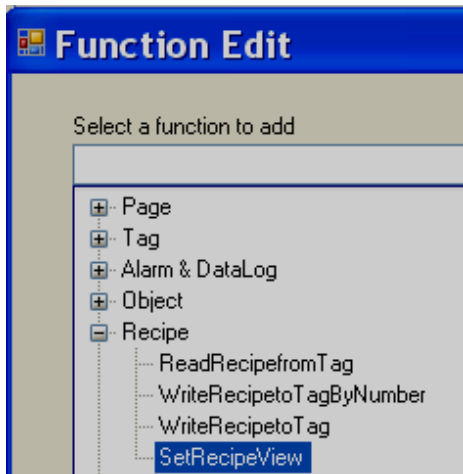 Function Edit
Select a function to add
Page
Tag
Alarm & DataLog
Object
Recipe
ReadRecipefromTag
WriteRecipetoTagByNumber
WriteRecipetoTag
SetRecipeView